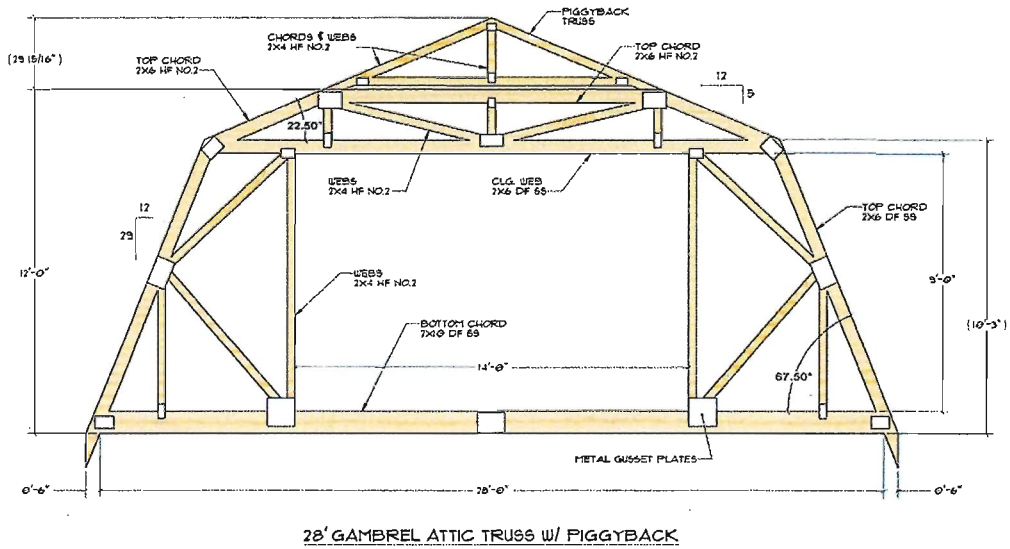 PIGGYBACK
TRUSS
CHORDS & WEBS
2X4 HF NO.2
TOP CHORD
2X6 HF NO.2
(29 15/16")
TOP CHORD
2X6 HF NO.2
12
5
22.50°
WEBS
2X4 HF NO.2
CLG. WEB
2X6 DF SS
12
29
TOP CHORD
2X6 DF SS
12'-0"
WEBS
2X4 HF NO.2
9'-0"
BOTTOM CHORD
2X10 DF SS
(10'-3")
14'-0"
67.50°
METAL GUSSET PLATES
0'-6"
28'-0"
0'-6"
28' GAMBREL ATTIC TRUSS W/ PIGGYBACK